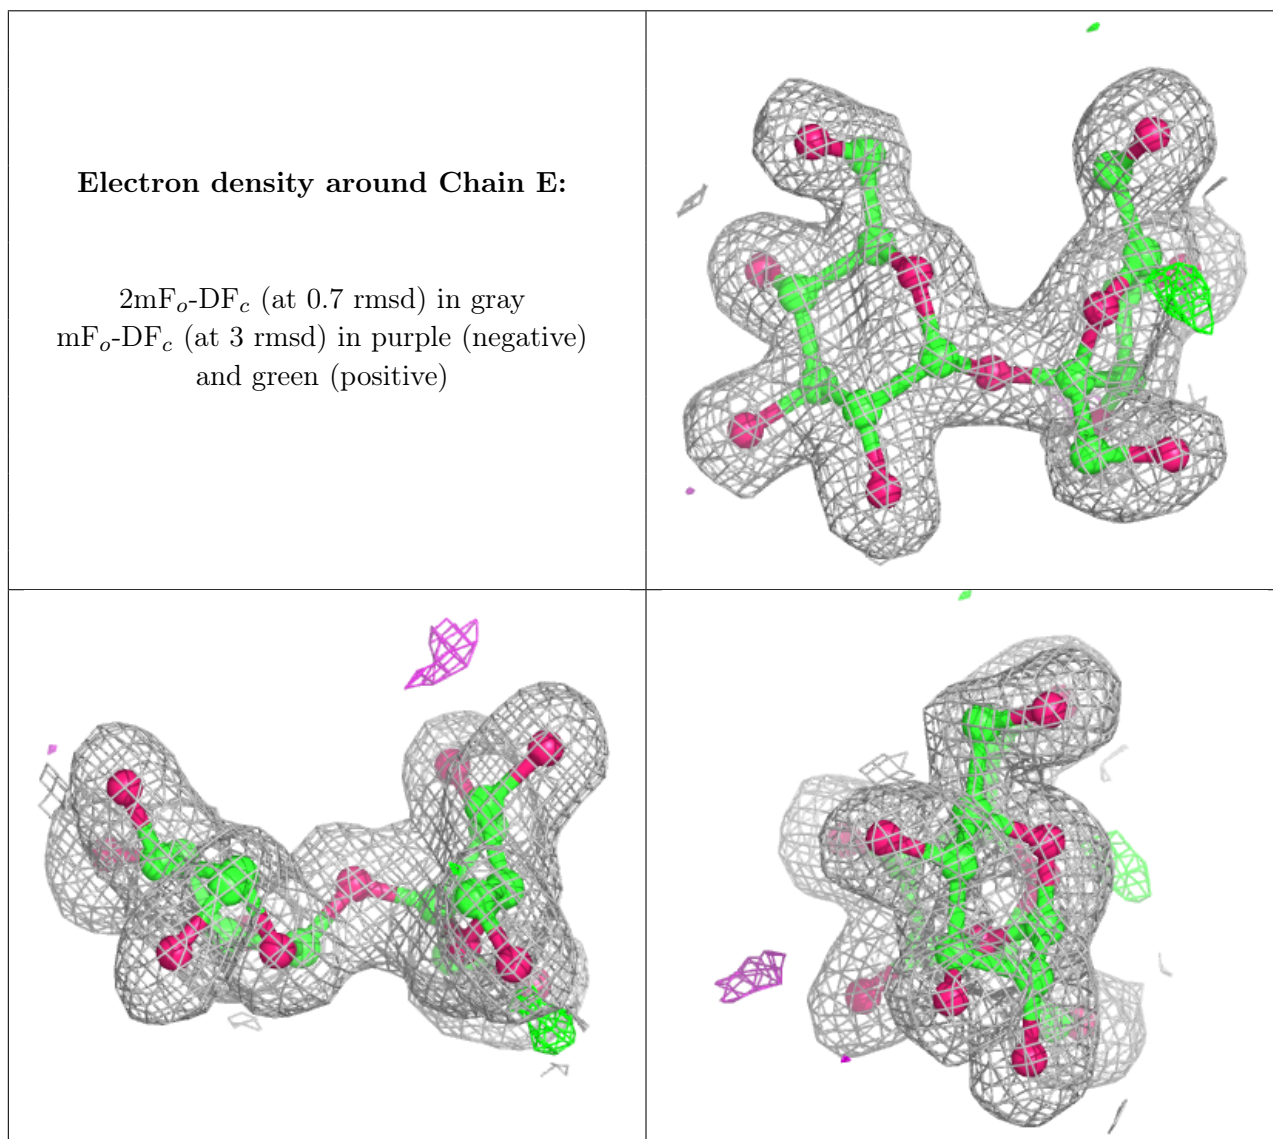 Electron density around Chain E:
2mFₒ-DF𝒸 (at 0.7 rmsd) in gray
mFₒ-DF𝒸 (at 3 rmsd) in purple (negative)
and green (positive)